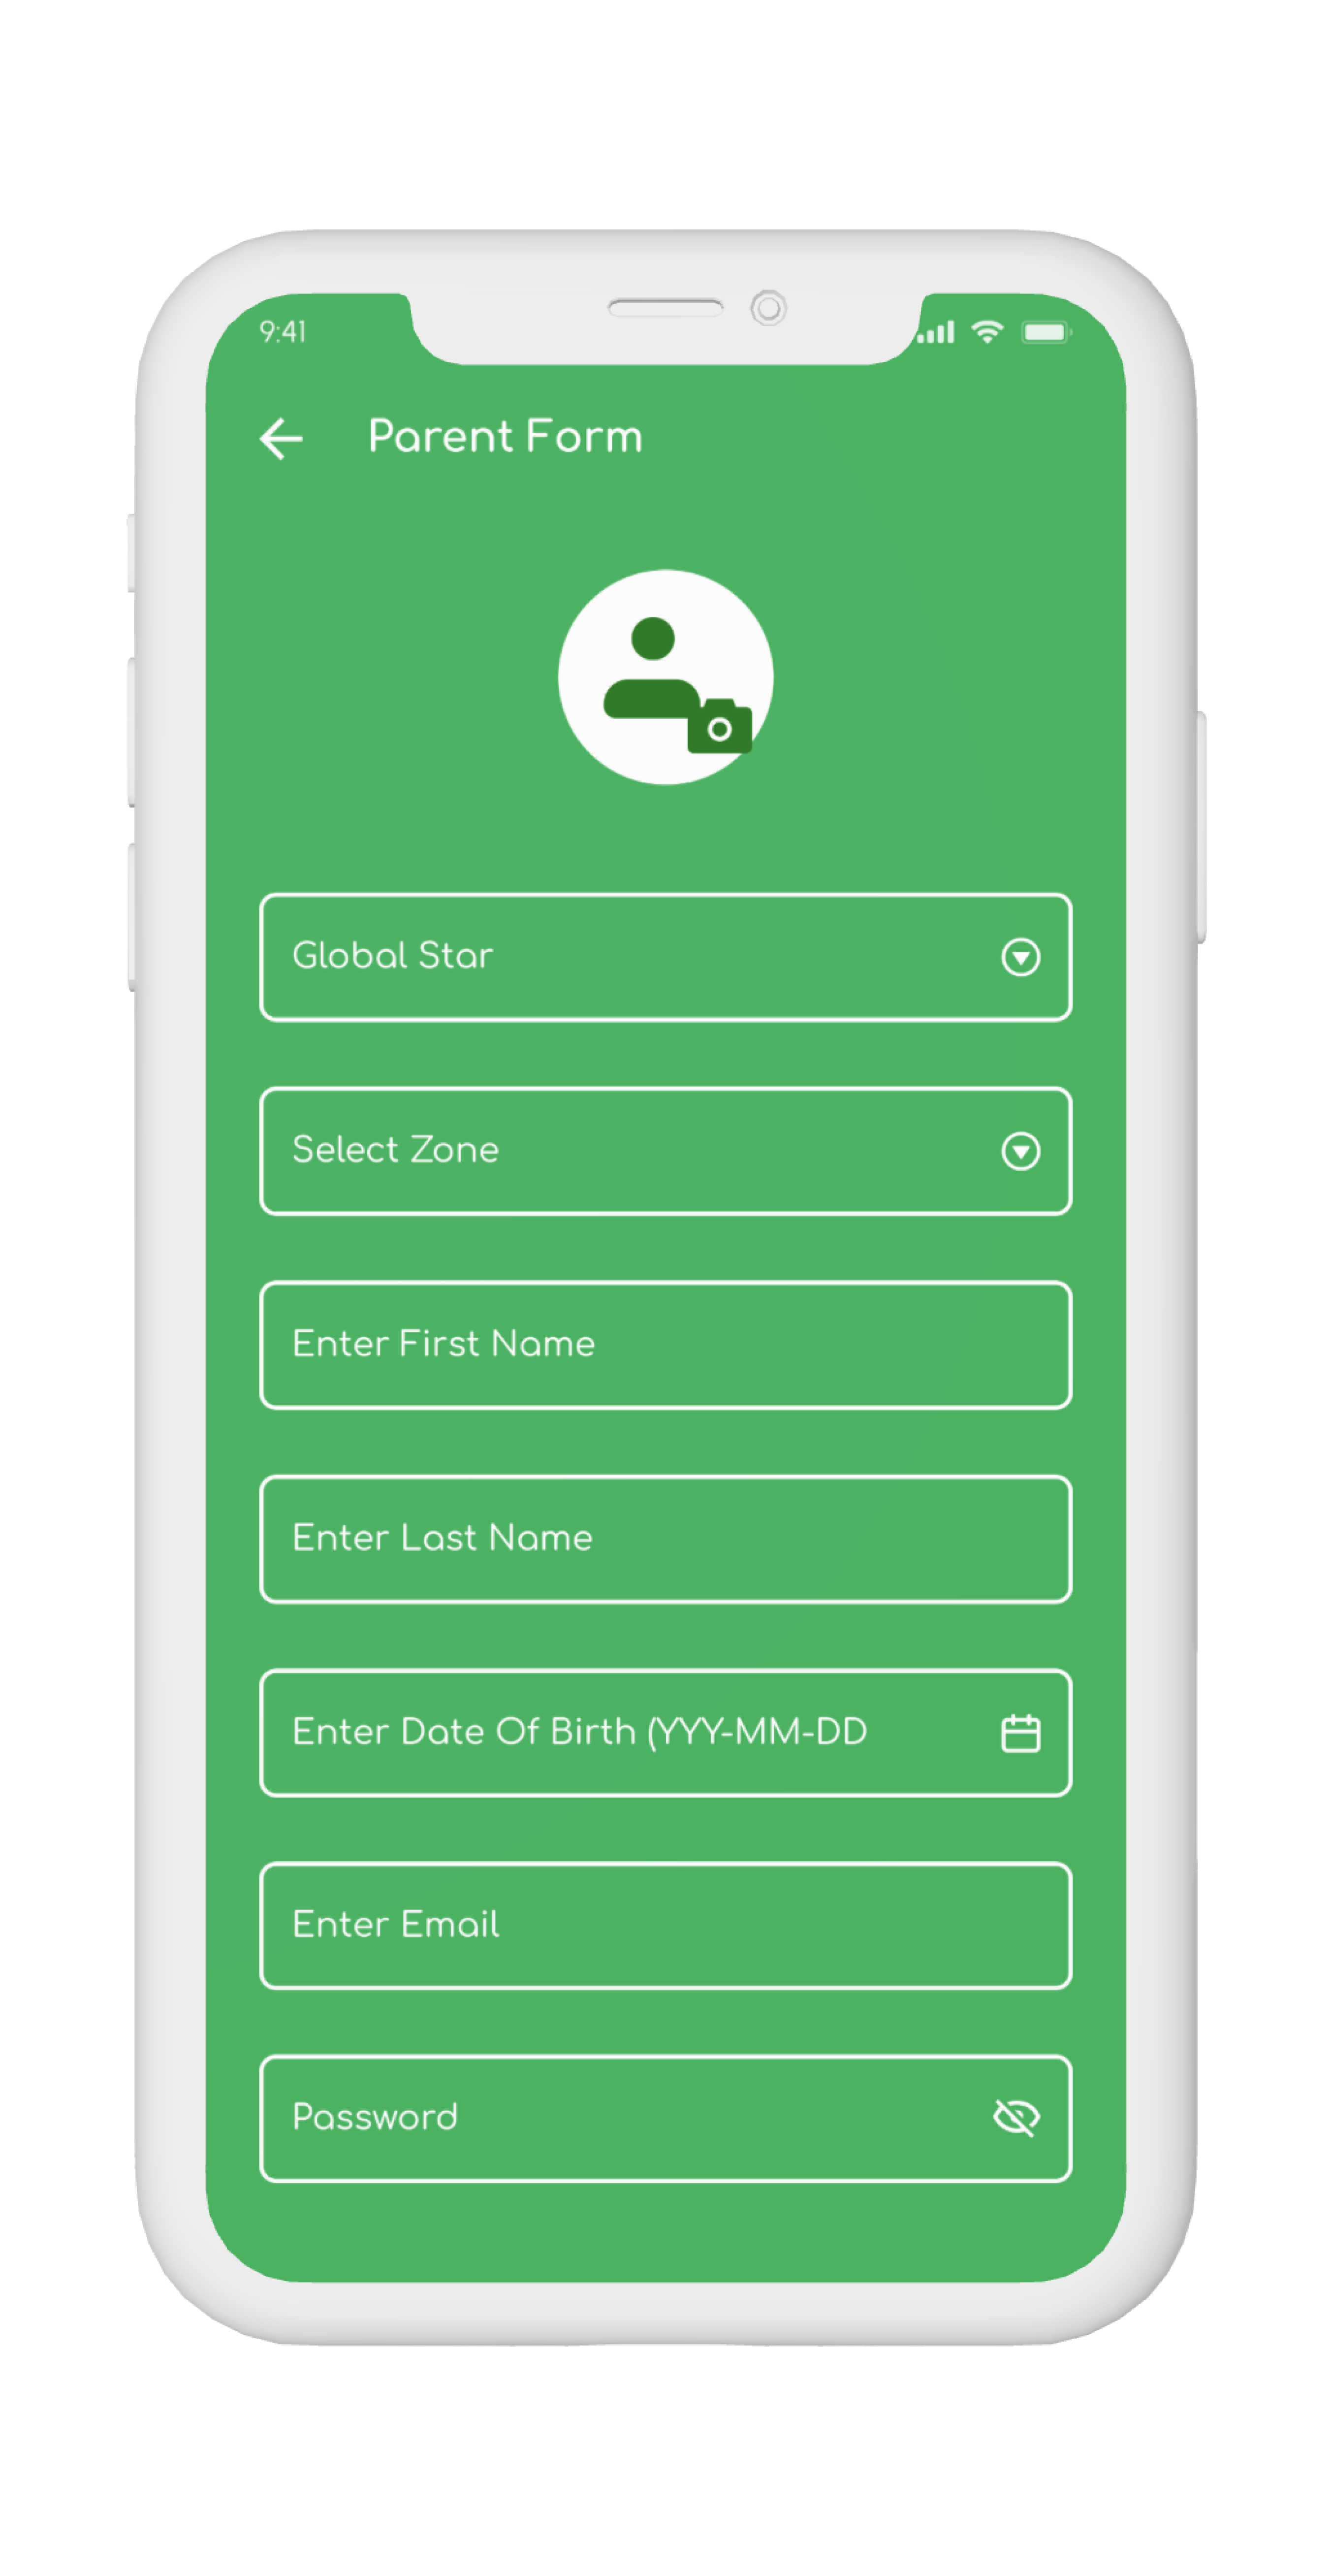 9:41
Parent Form
Global Star
Select Zone
Enter First Name
Enter Last Name
Enter Date Of Birth (YYY-MM-DD
Enter Email
Password